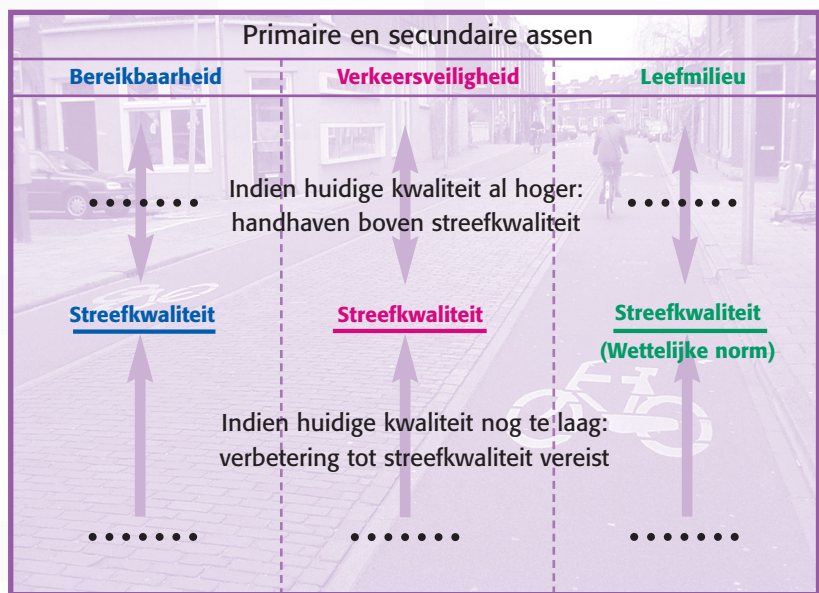 Primaire en secundaire assen
Bereikbaarheid Verkeersveiligheid Leefmilieu
Indien huidige kwaliteit al hoger:
handhaven boven streefkwaliteit
Streefkwaliteit Streefkwaliteit Streefkwaliteit
(Wettelijke norm)
Indien huidige kwaliteit nog te laag:
verbetering tot streefkwaliteit vereist